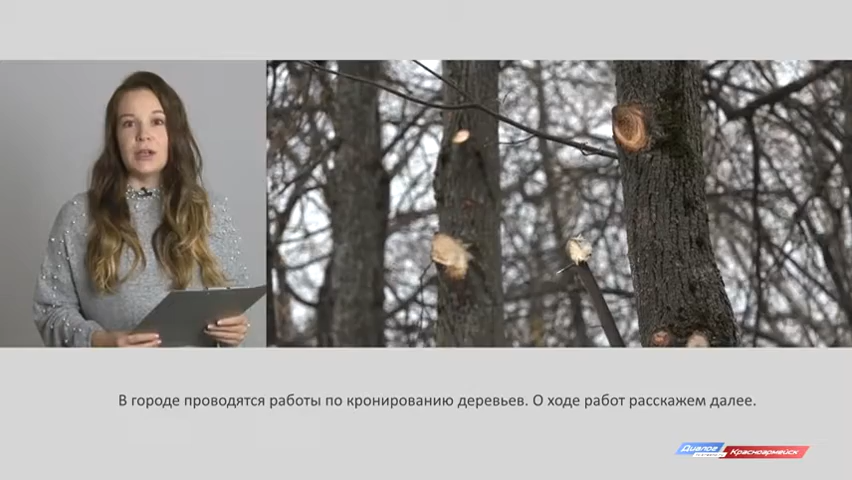 В городе проводятся работы по кронированию деревьев. О ходе работ расскажем далее.
Диалог Красноармейск